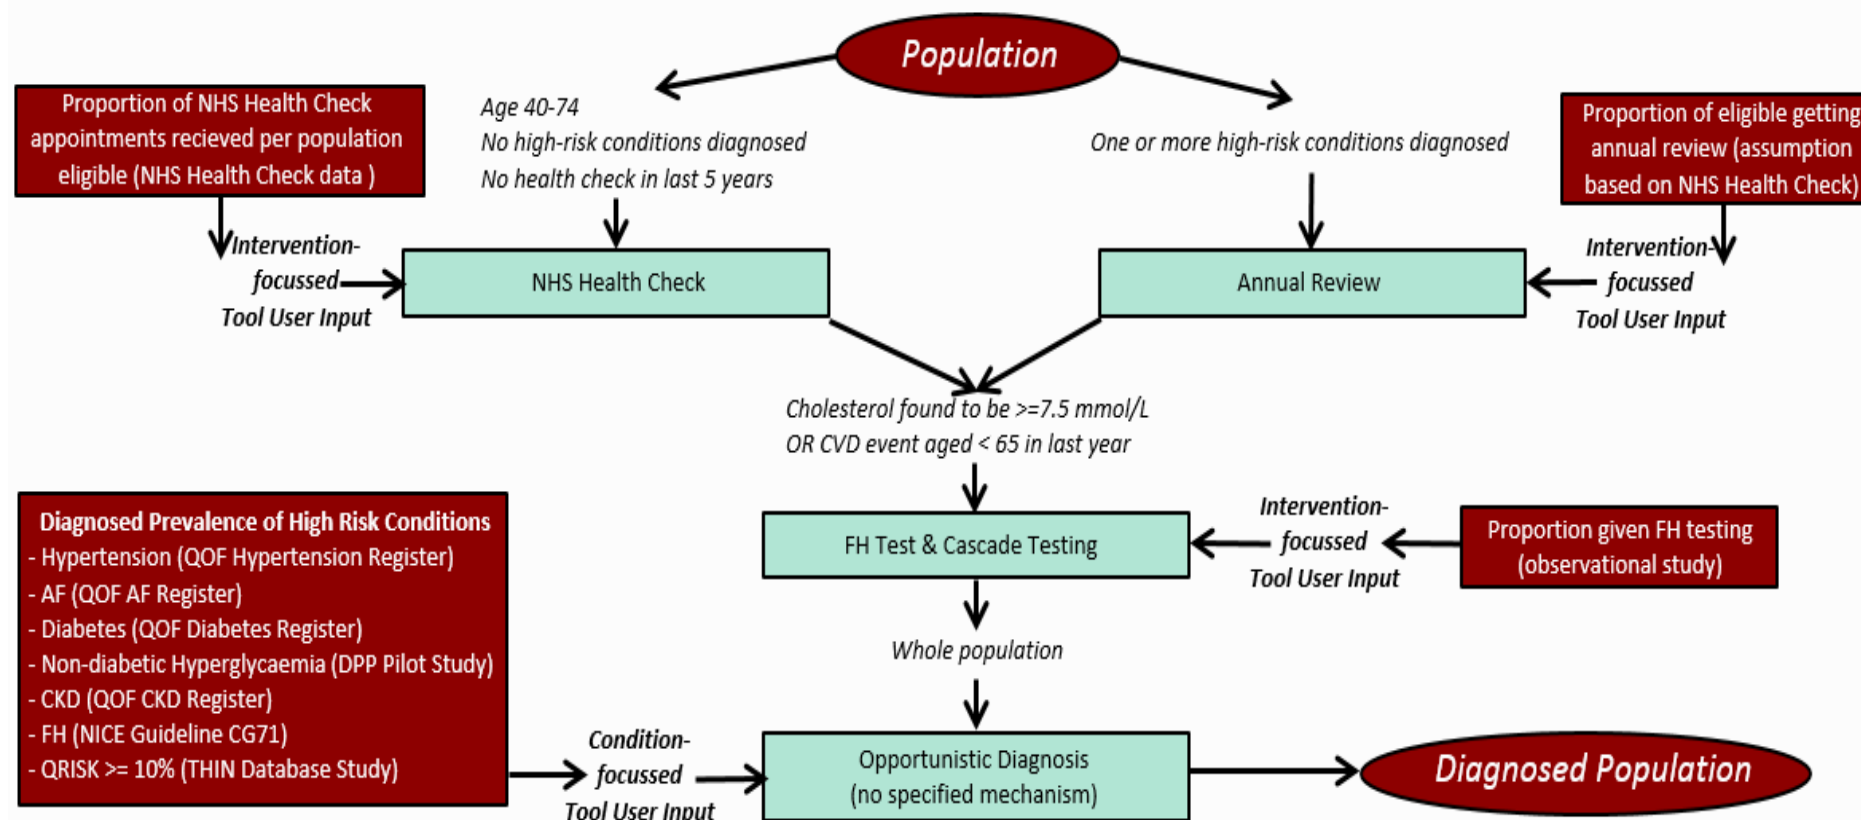 Population
Proportion of NHS Health Check
appointments recieved per population
eligible (NHS Health Check data )
Age 40-74
No high-risk conditions diagnosed
No health check in last 5 years
One or more high-risk conditions diagnosed
Proportion of eligible getting
annual review (assumption
based on NHS Health Check)
Intervention-
focussed
Tool User Input
NHS Health Check
Annual Review
Intervention-
focussed
Tool User Input
Cholesterol found to be >=7.5 mmol/L
OR CVD event aged < 65 in last year
FH Test & Cascade Testing
Intervention-
focussed
Tool User Input
Proportion given FH testing
(observational study)
Whole population
Diagnosed Prevalence of High Risk Conditions
- Hypertension (QOF Hypertension Register)
- AF (QOF AF Register)
- Diabetes (QOF Diabetes Register)
- Non-diabetic Hyperglycaemia (DPP Pilot Study)
- CKD (QOF CKD Register)
- FH (NICE Guideline CG71)
- QRISK >= 10% (THIN Database Study)
Condition-
focussed
Tool User Input
Opportunistic Diagnosis
(no specified mechanism)
Diagnosed Population